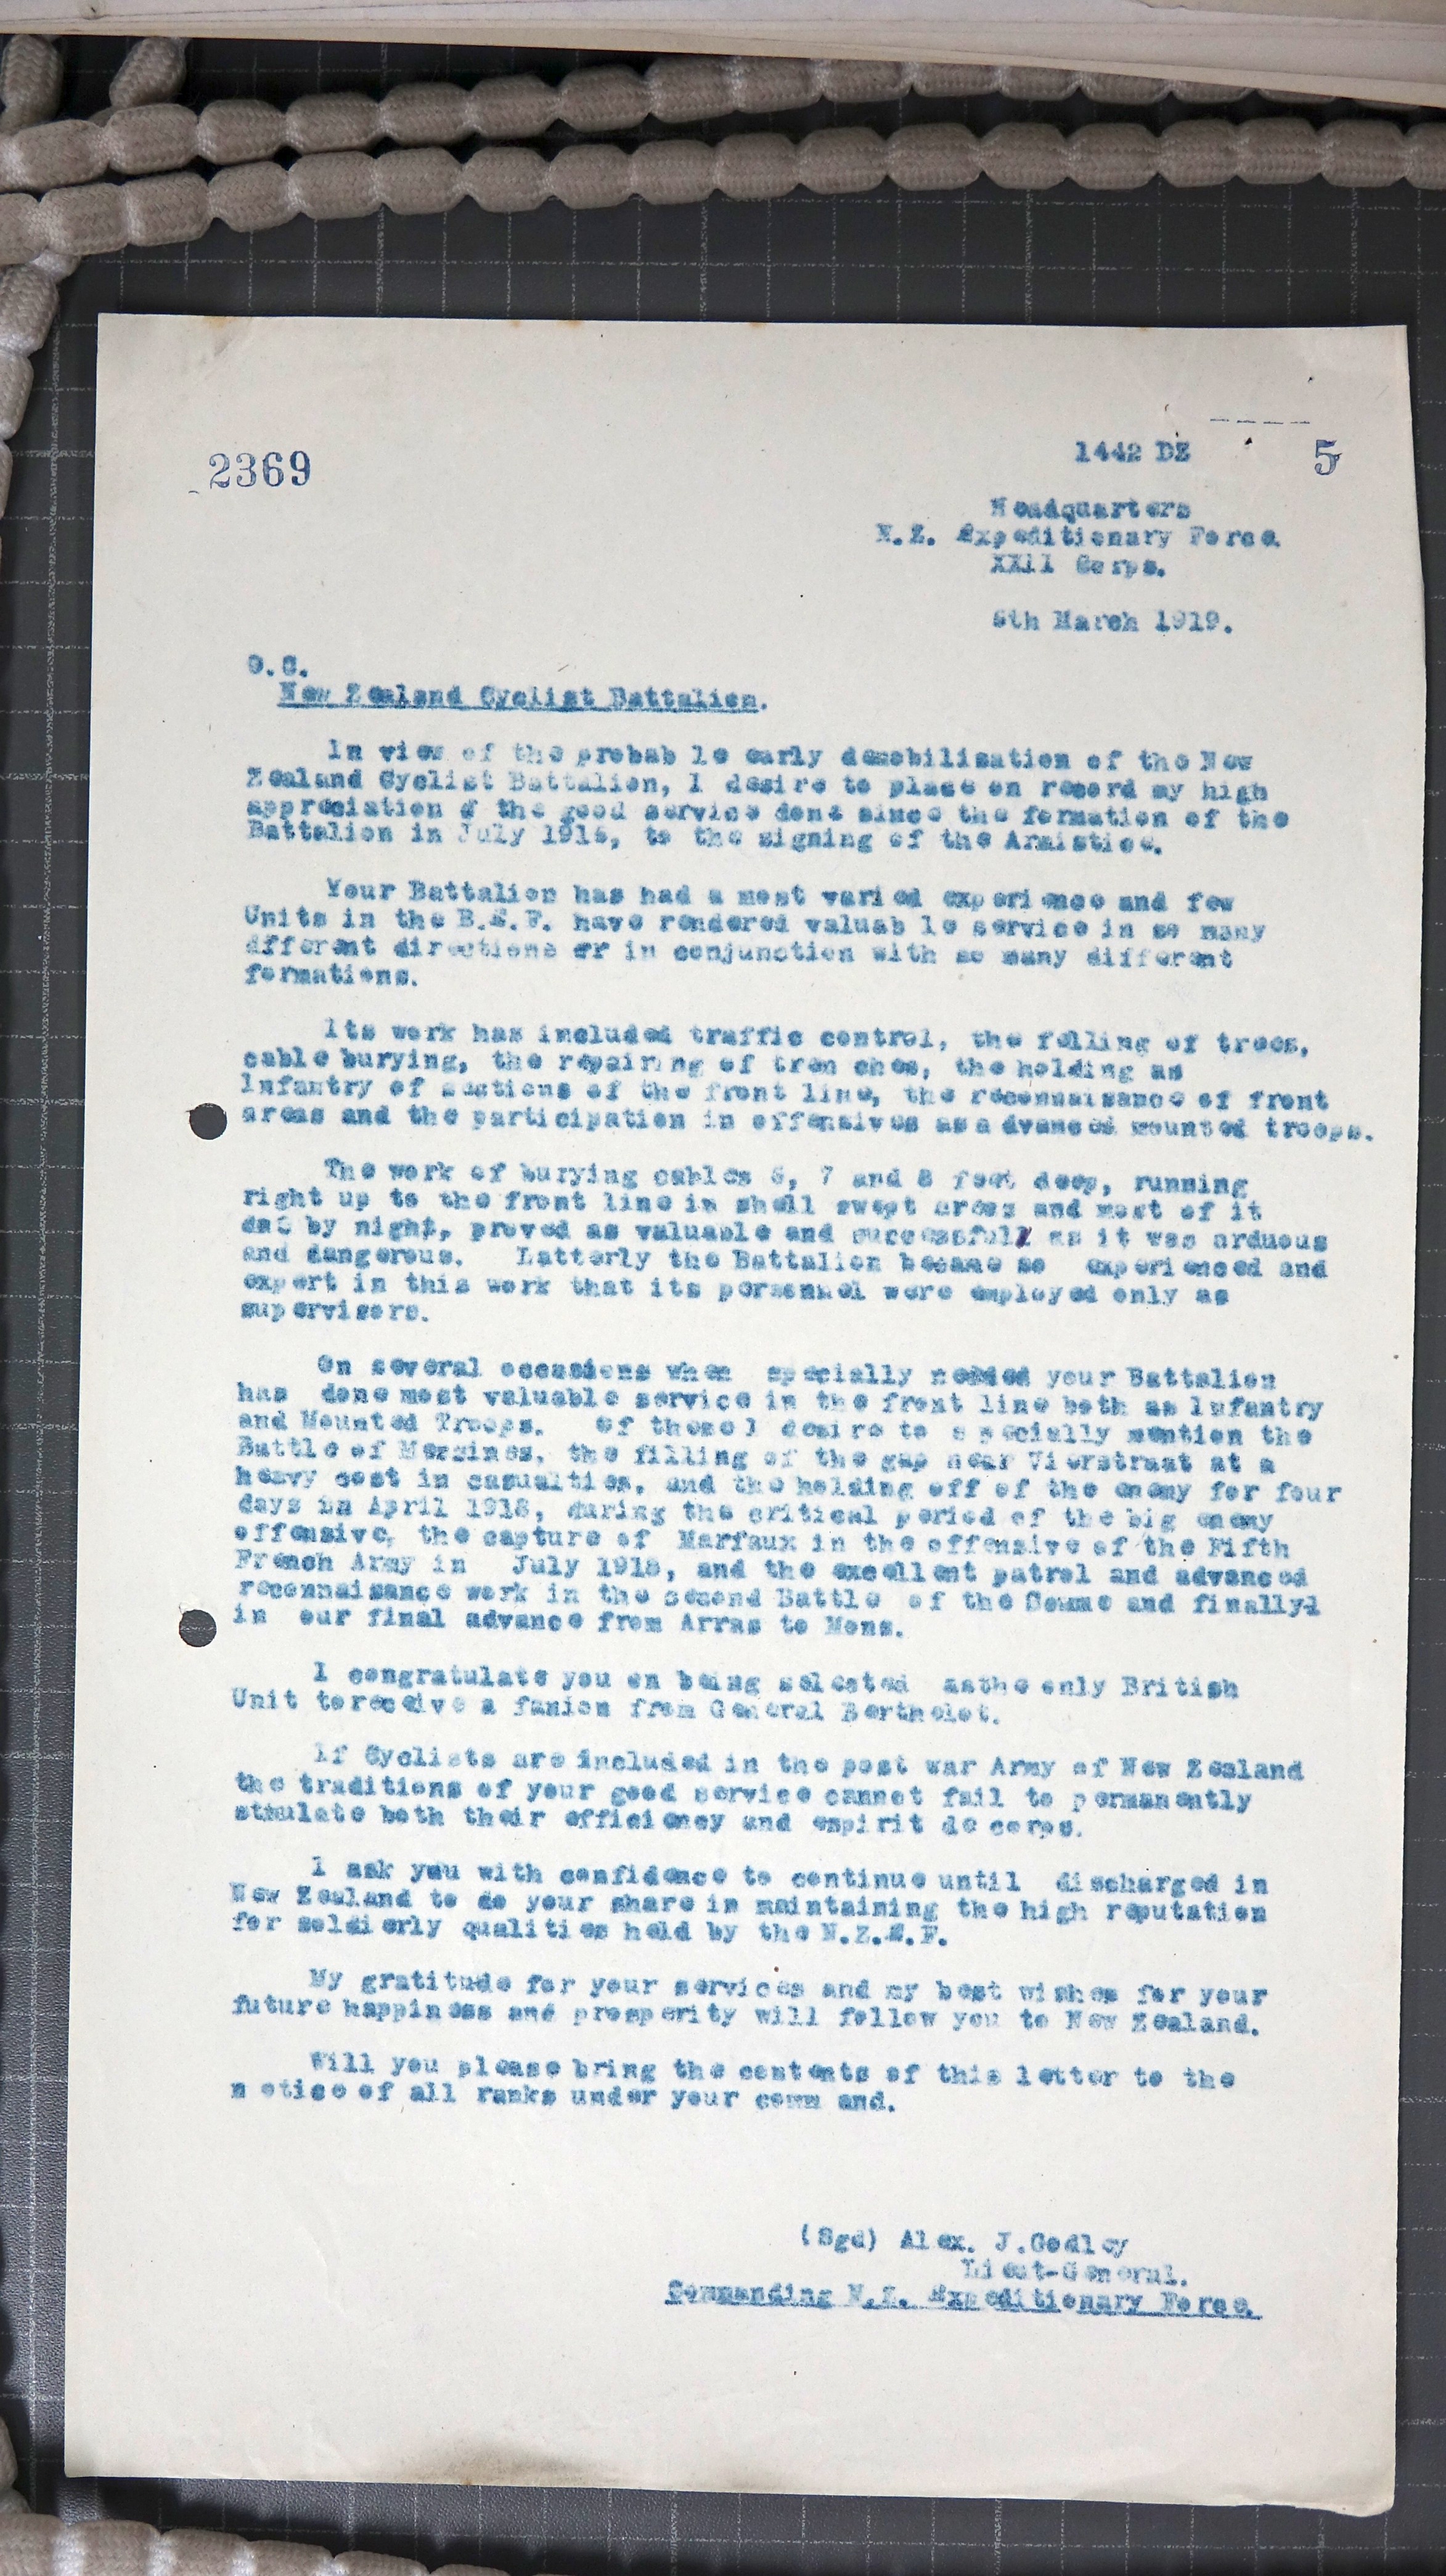 2369
1442 DZ
5
Headquarters
N.Z. Expeditionary Force.
XXll Corps.
March 1919.
O.C.
New Zealand Cyclist Battalion.
In view of the probab le early demobilisation of the New
Zealand Cyclist Battalion, l desire to place on record my high
appreciation of the good service done since the formation of the
Battalion in July 1916, to the signing of the Armistice.
Your Battalion has had a most varied experience and few
Units in the B.E.F. have rendered valuab le service in so many
dfferent directions or in conjunction with so many different
formations.
lts work has included traffic control, the felling of trees,
cable burying, the repairing of tren ches, the holding as
lnfantry of sections of the front line, the reconnaisance of front
areas and the participation in offensives as a dvanced mounted troops.
The work of burying cables 6, 7 and 8 feet deep, running
right up to the front line in shell swept areas and most of it
by night, proved as valuable and successful as it was arduous
and dangerous. Latterly the Battalion became so experienced and
expert in this work that its personnel were employed only as
supervisors.
On several occasions when specially needed your Battalion
has done most valuable service in the front line both as lnfantry
and Mounted Troops. Of these l desire to s pecially mention the
Battle of Messines, the filling of the gap near Vierstraat at a
heavy cost in casualties, and the holding off of the enemy for four
days in April 1918, during the critical period of the big enemy
offensive, the capture of Marfaux in the offensive of the Fifth
French Army in July 1918, and the excellent patrol and advanced
reconnaisance work in the second Battle of the Somme and finally
in our final advance from Arras to Mons.
l congratulate you on being selected asthe only British
Unit toreceive a fanion from General Berthelot.
lf Cyclists are included in the post war Army of New Zealand
the traditions of your good service cannot fail to permanently
stmulate both their efficiency and espirit de corps.
l ask you with confidence to continue until discharged in
New Zealand to do your share in maintaining the high reputation
for soldierly qualities held by the N.Z.E.F.
My gratitude for your services and my best wishes for your
future happiness and prosperity will follow you to New Zealand.
Will you please bring the contents of this letter to the
n otice of all ranks under your comm and.
(Sgd) Alex. J.Godley
Lieut-General.
Commanding N.Z. Expeditionary Force.